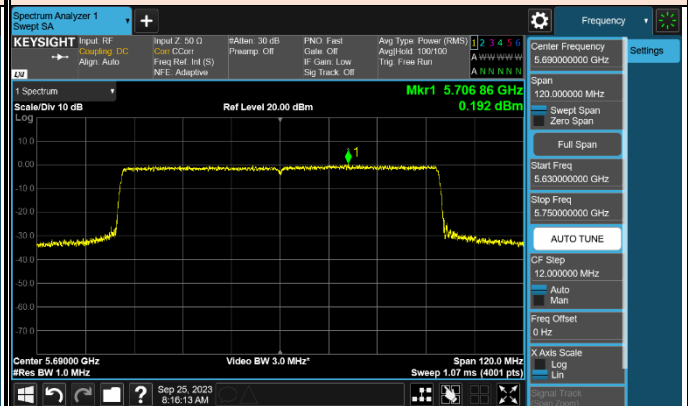 Spectrum Analyzer 1
Swept SA
+
Frequency
KEYSIGHT
Input: RF
Coupling: DC
Align: Auto
Input Z: 50 Ω
Corr CCorr
Freq Ref: Int (S)
NFE: Adaptive
#Atten: 30 dB
Preamp: Off
PNO: Fast
Gate: Off
IF Gain: Low
Sig Track: Off
Avg Type: Power (RMS)
Avg|Hold: 100/100
Trig: Free Run
1 2 3 4 5 6
A W W W W W
A N N N N N
LXI
1 Spectrum
Scale/Div 10 dB
Log
Ref Level 20.00 dBm
Mkr1 5.706 86 GHz
0.192 dBm
1
10.0
0.00
-10.0
-20.0
-30.0
-40.0
-50.0
-60.0
-70.0
Center 5.69000 GHz
#Res BW 1.0 MHz
Video BW 3.0 MHz*
Span 120.0 MHz
Sweep 1.07 ms (4001 pts)
Settings
Center Frequency
5.690000000 GHz
Span
120.000000 MHz
Swept Span
Zero Span
Full Span
Start Freq
5.630000000 GHz
Stop Freq
5.750000000 GHz
AUTO TUNE
CF Step
12.000000 MHz
Auto
Man
Freq Offset
0 Hz
X Axis Scale
Log
Lin
Signal Track
(Span Zoom)
?
Sep 25, 2023
8:16:13 AM